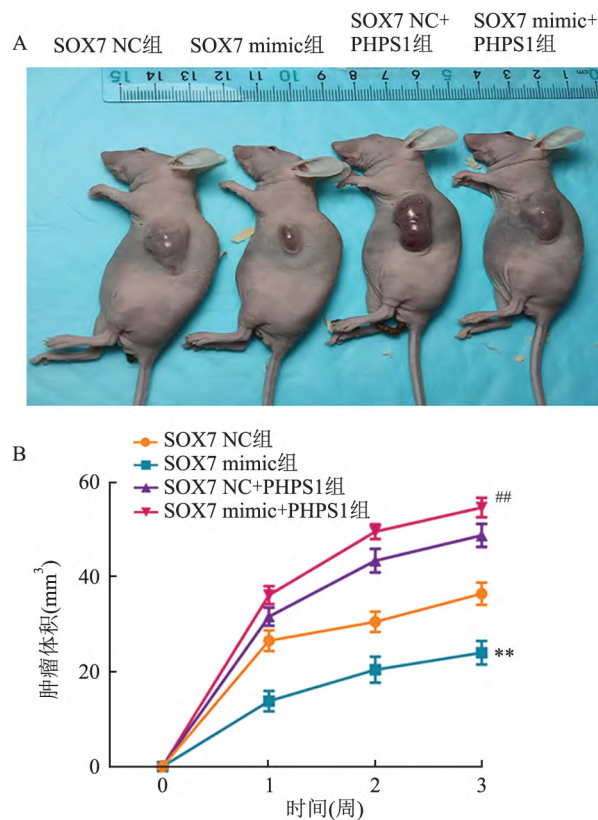 A
SOX7 NC组
SOX7 mimic组
SOX7 NC+
PHPS1组
SOX7 mimic+
PHPS1组
15 14 13 12 11 10 9 8 7 6 5 4 3 2 1 0
B
SOX7 NC组
SOX7 mimic组
SOX7 NC+PHPS1组
SOX7 mimic+PHPS1组
60
40
20
0
肿瘤体积(mm³)
##
**
0 1 2 3
时间(周)